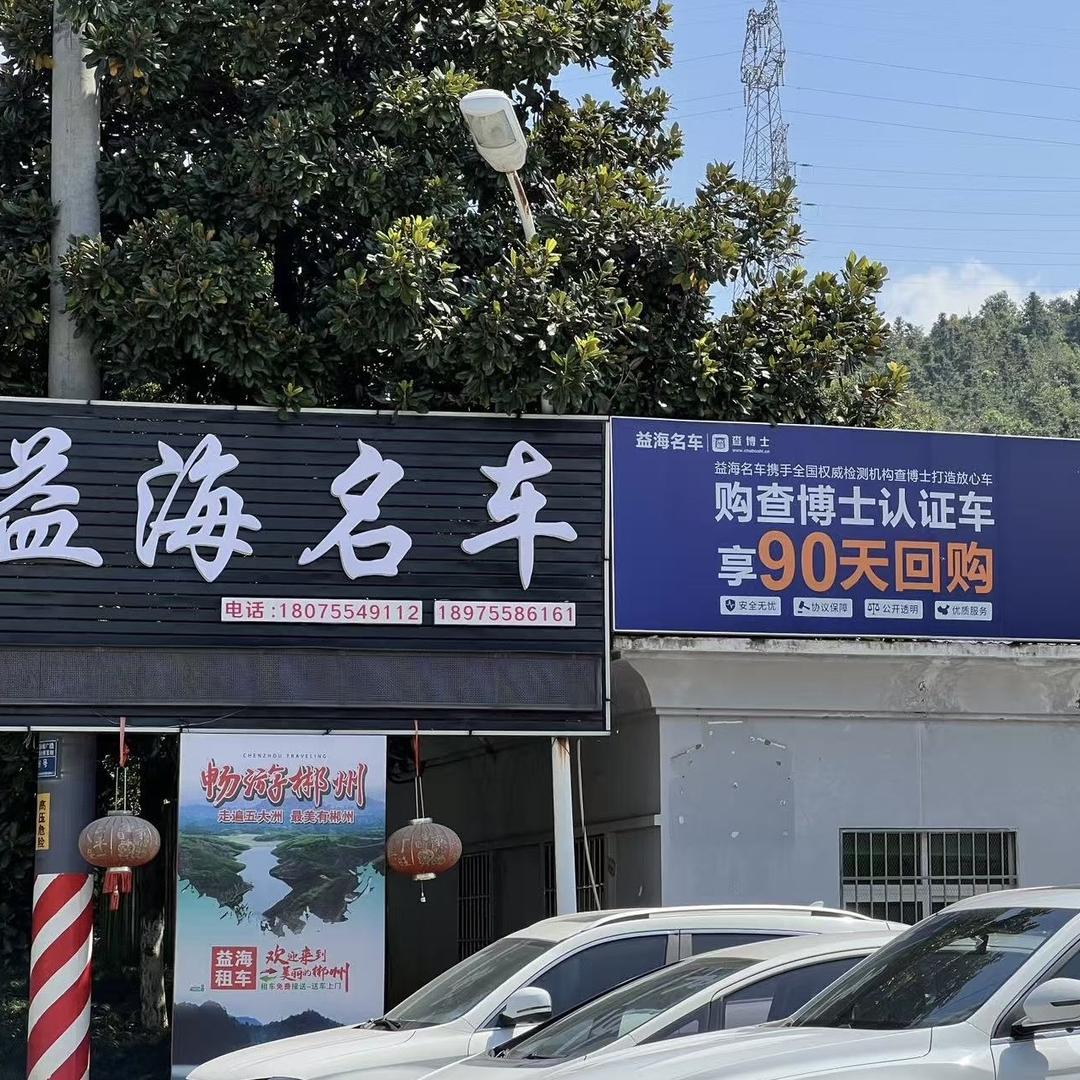 益海名车
电话:18075549112 18975586161
益海名车 查博士
www.chaboshi.cn
益海名车携手全国权威检测机构查博士打造放心车
购查博士认证车
享90天回购
安全无忧 协议保障 公开透明 优质服务
CHENZHOU TRAVELING
畅游郴州
走遍五大洲 最美有郴州
益海租车
欢迎来到
美丽的郴州
租车免费接送-送车上门
高压危险
号